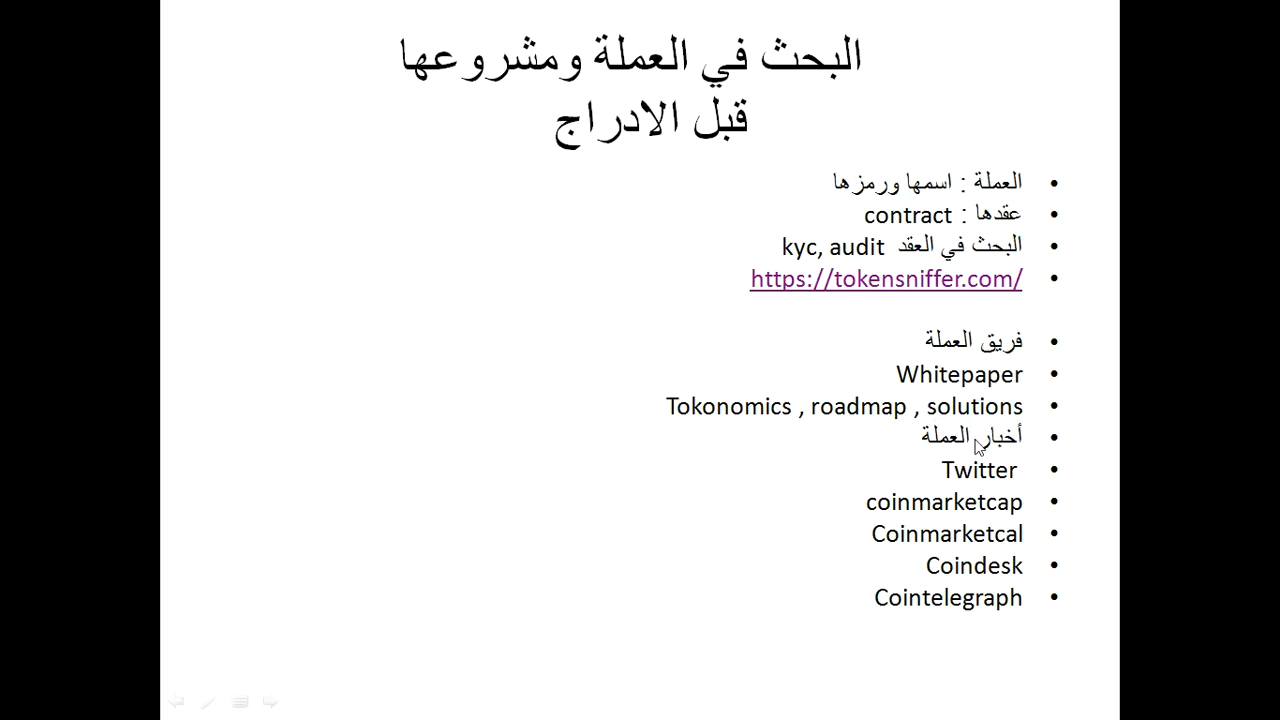 البحث في العملة ومشروعها
قبل الادراج
• العملة : اسمها ورمزها
• عقدها : contract
• البحث في العقد kyc, audit
• https://tokensniffer.com/
• فريق العملة
• Whitepaper
• Tokonomics , roadmap , solutions
• أخبار العملة
• Twitter
• coinmarketcap
• Coinmarketcal
• Coindesk
• Cointelegraph